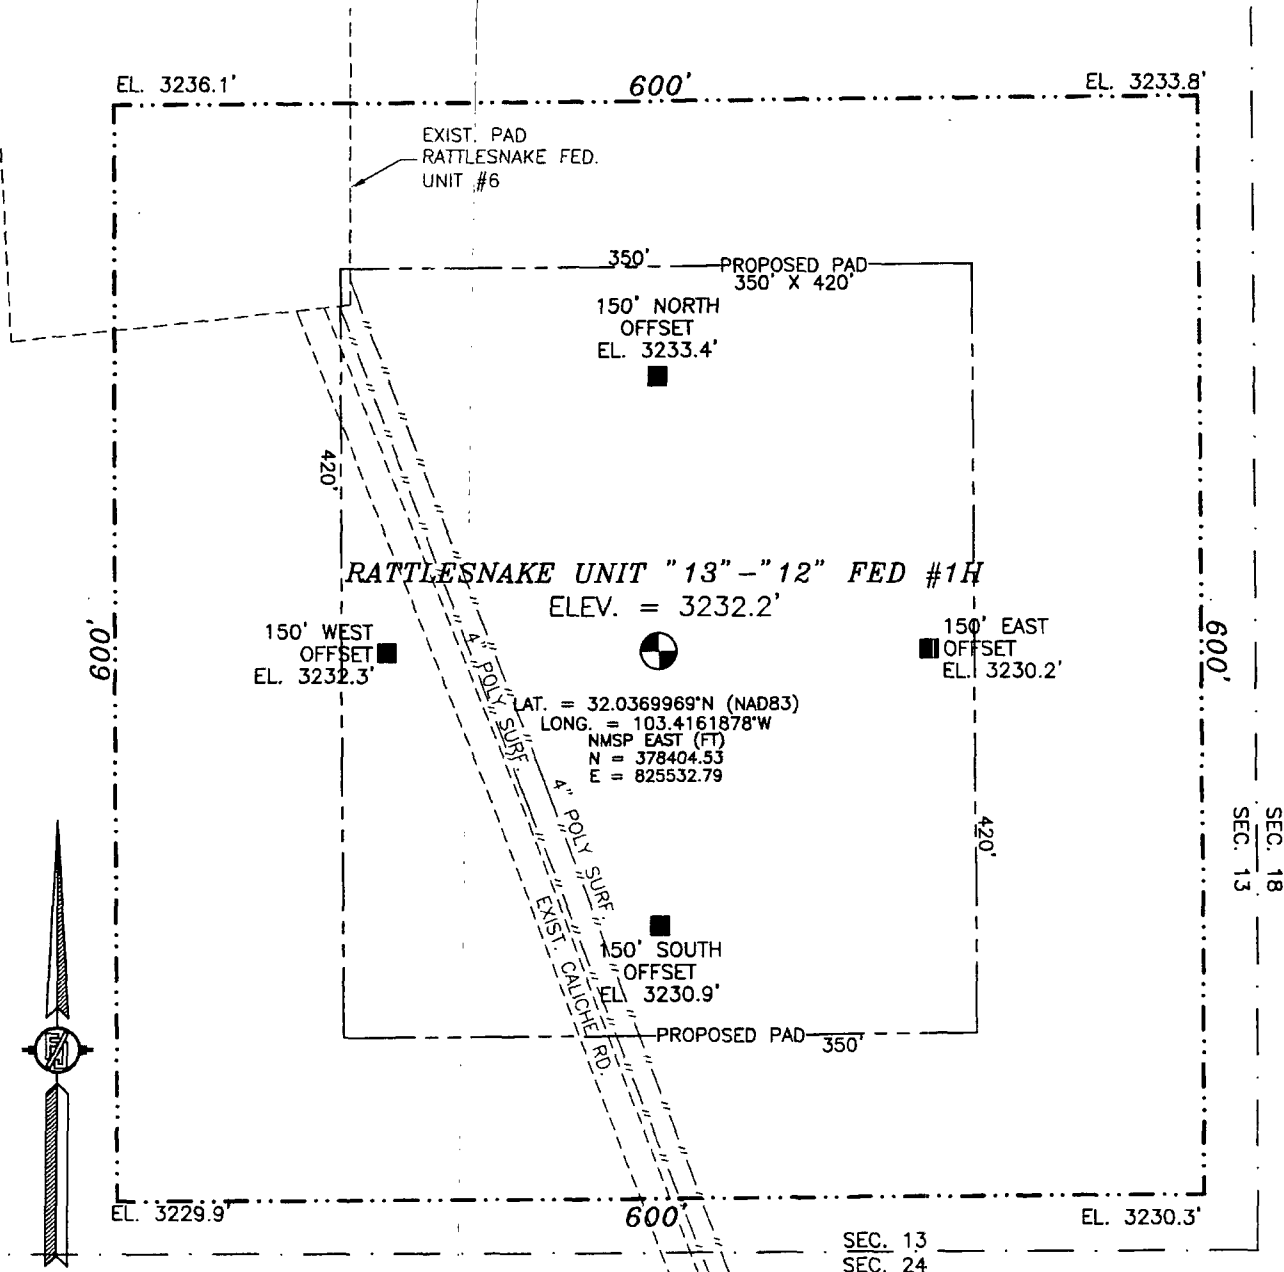 EL. 3236.1'
600'
EL. 3233.8'
EXIST. PAD
RATTLESNAKE FED.
UNIT #6
350'
PROPOSED PAD
350' X 420'
150' NORTH
OFFSET
EL. 3233.4'
420'
RATTLESNAKE UNIT "13"-"12" FED #1H
ELEV. = 3232.2'
150' WEST
OFFSET
EL. 3232.3'
600'
150' EAST
OFFSET
EL. 3230.2'
600'
4" POLY SURF.
LAT. = 32.0369969°N (NAD83)
LONG. = 103.4161878°W
NMSP EAST (FT)
N = 378404.53
E = 825532.79
4" POLY SURF.
420'
SEC. 18
SEC. 13
EXIST. CALICHE RD.
150' SOUTH
OFFSET
EL. 3230.9'
PROPOSED PAD
350'
EL. 3229.9'
600'
EL. 3230.3'
SEC. 13
SEC. 24